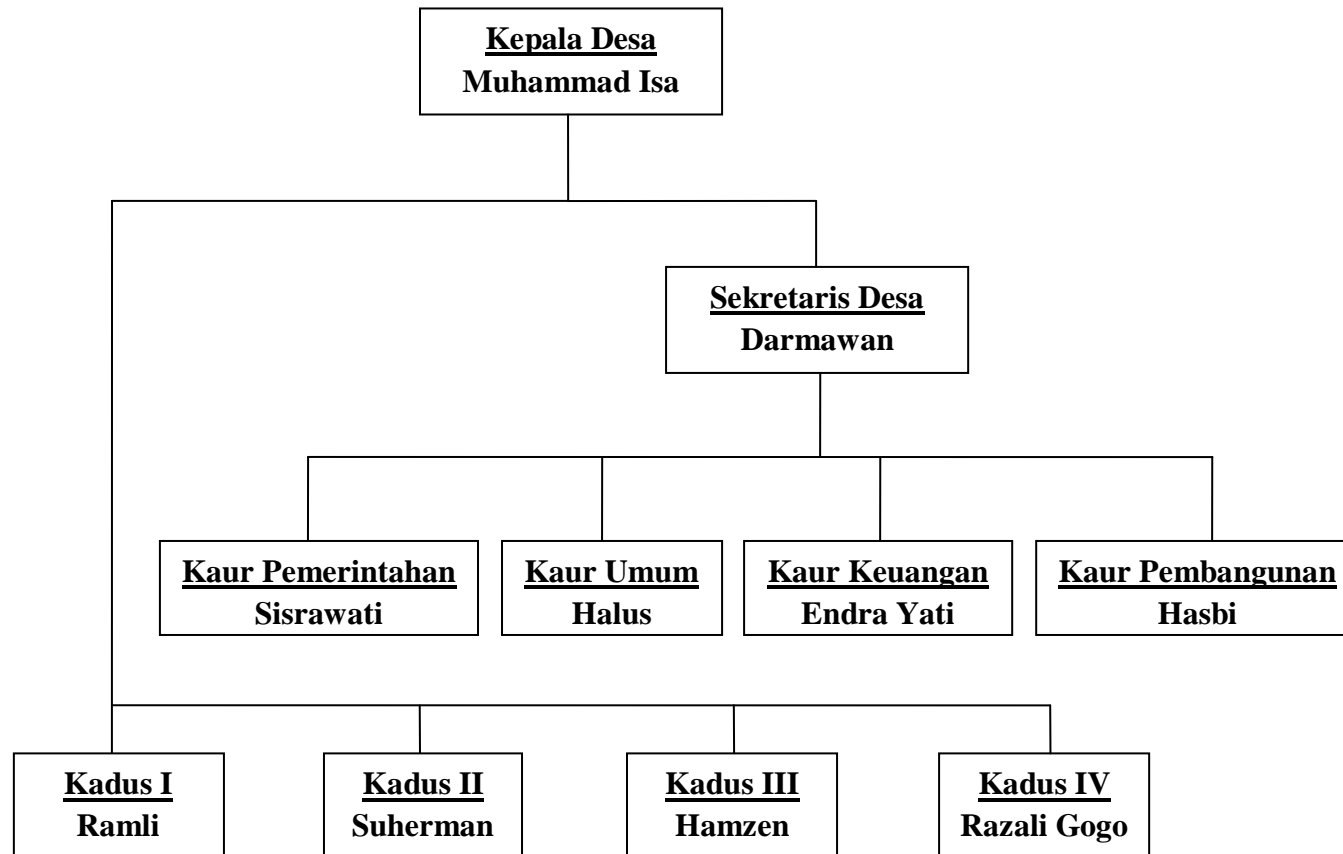 Kepala Desa
Muhammad Isa
Sekretaris Desa
Darmawan
Kaur Pemerintahan
Sisrawati
Kaur Umum
Halus
Kaur Keuangan
Endra Yati
Kaur Pembangunan
Hasbi
Kadus I
Ramli
Kadus II
Suherman
Kadus III
Hamzen
Kadus IV
Razali Gogo